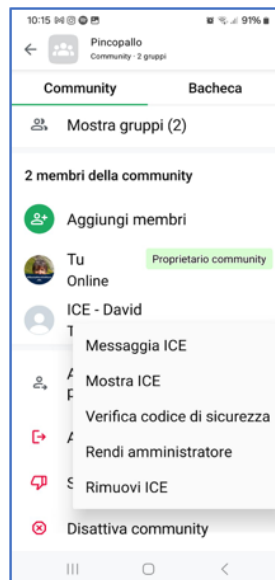 10:15
91%
Pincopallo
Community · 2 gruppi
Community
Bacheca
Mostra gruppi (2)
2 membri della community
Aggiungi membri
Tu
Proprietario community
Online
ICE - David
T
Messaggia ICE
Mostra ICE
Verifica codice di sicurezza
Rendi amministratore
Rimuovi ICE
A
A
S
Disattiva community